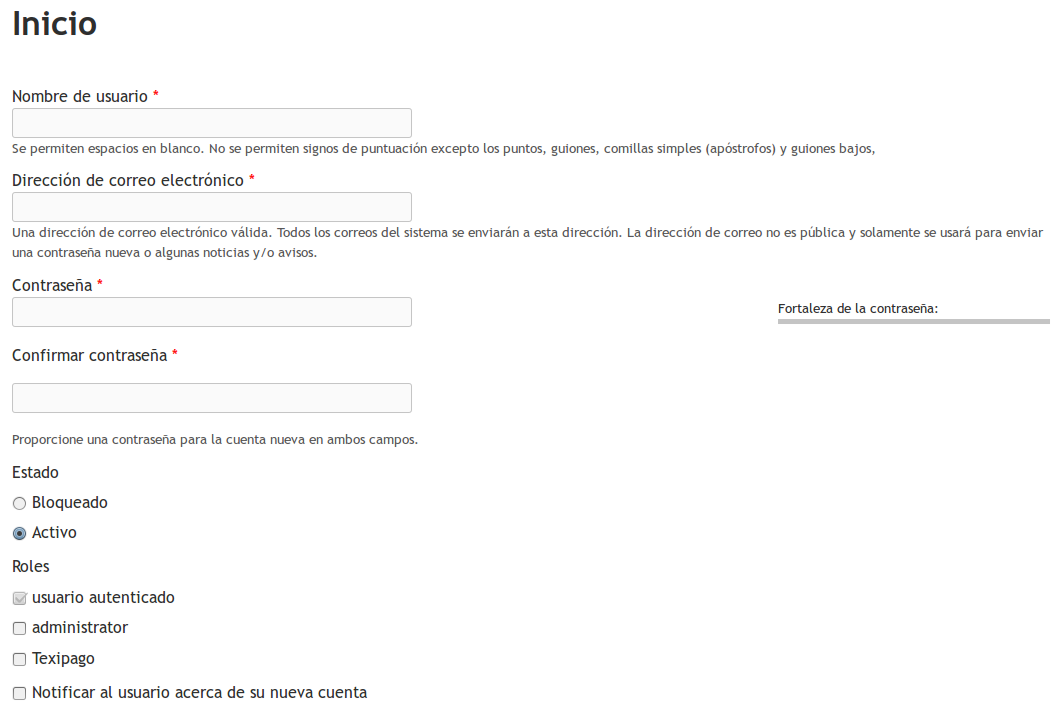 Inicio
Nombre de usuario *
Se permiten espacios en blanco. No se permiten signos de puntuación excepto los puntos, guiones, comillas simples (apóstrofos) y guiones bajos,
Dirección de correo electrónico *
Una dirección de correo electrónico válida. Todos los correos del sistema se enviarán a esta dirección. La dirección de correo no es pública y solamente se usará para enviar
una contraseña nueva o algunas noticias y/o avisos.
Contraseña *
Fortaleza de la contraseña:
Confirmar contraseña *
Proporcione una contraseña para la cuenta nueva en ambos campos.
Estado
Bloqueado
Activo
Roles
usuario autenticado
administrator
Texipago
Notificar al usuario acerca de su nueva cuenta